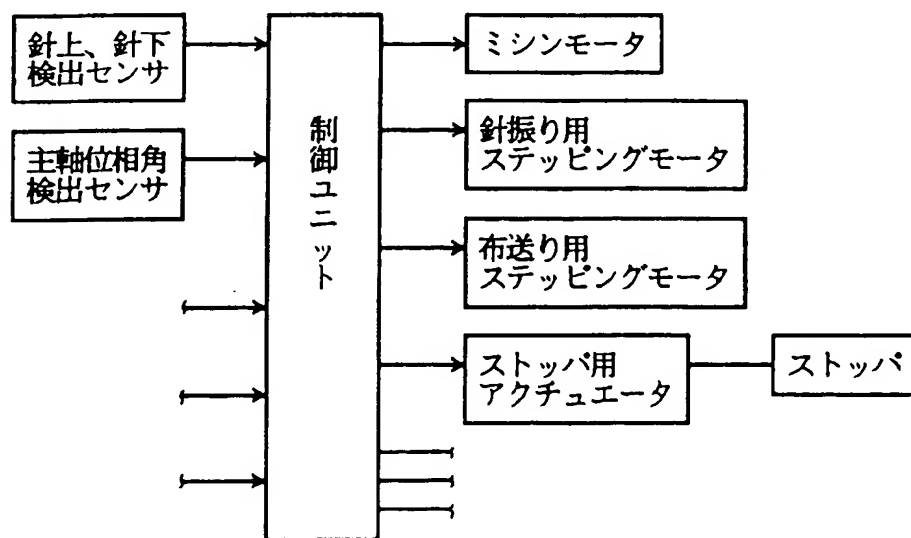 針上、針下
検出センサ
主軸位相角
検出センサ
制御ユニット
ミシンモータ
針振り用
ステッピングモータ
布送り用
ステッピングモータ
ストッパ用
アクチュエータ
ストッパ